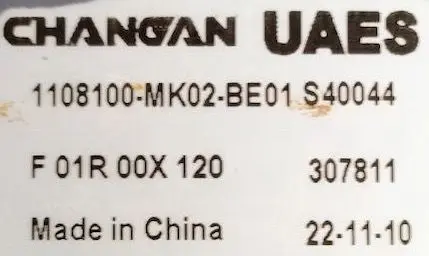 CHANGAN UAES
1108100-MK02-BE01 S40044
F 01R 00X 120 307811
Made in China 22-11-10